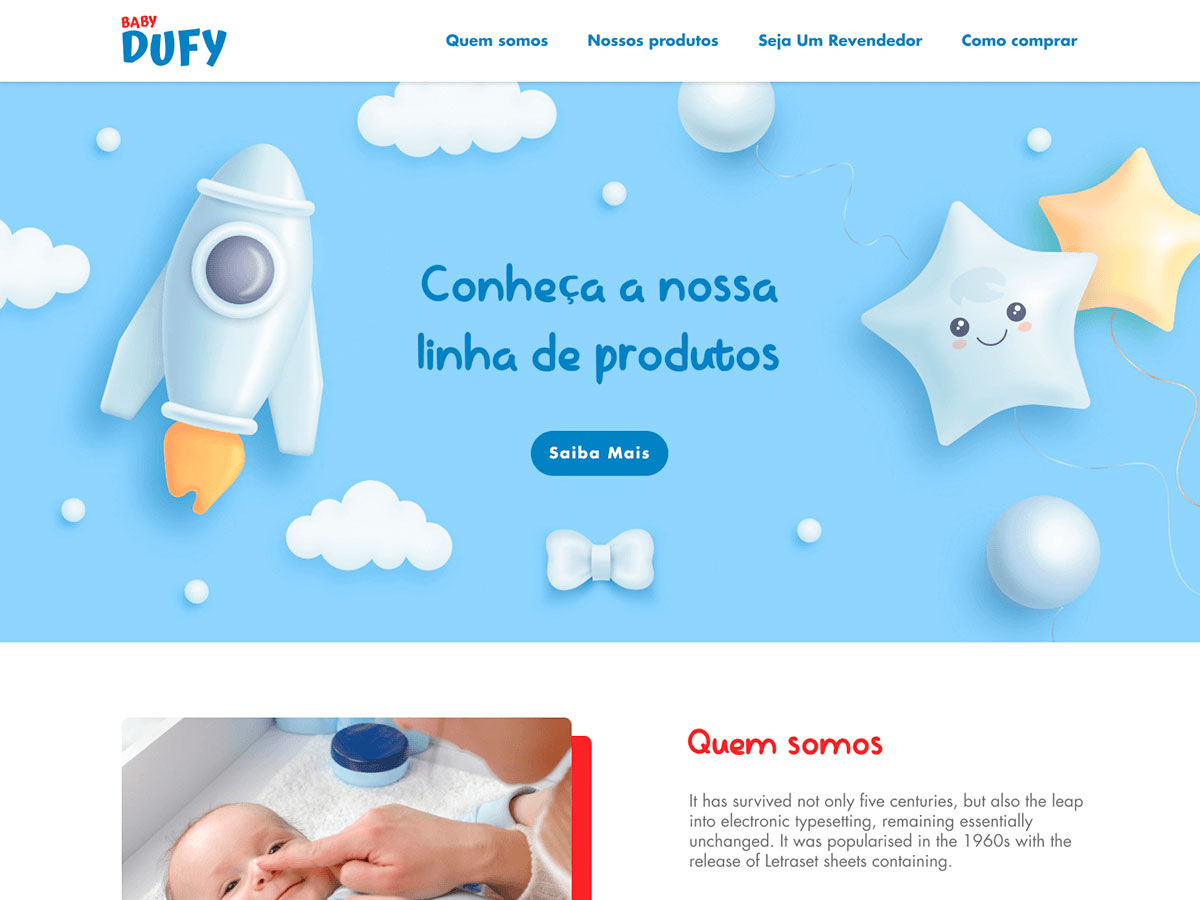 BABY
DUFY
Quem somos
Nossos produtos
Seja Um Revendedor
Como comprar
Conheça a nossa
linha de produtos
Saiba Mais
Quem somos
It has survived not only five centuries, but also the leap
into electronic typesetting, remaining essentially
unchanged. It was popularised in the 1960s with the
release of Letraset sheets containing.